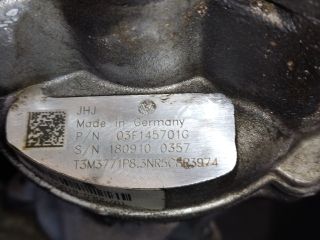 JHJ
Made in Germany
P/N 03F145701G
S/N 180910 0357